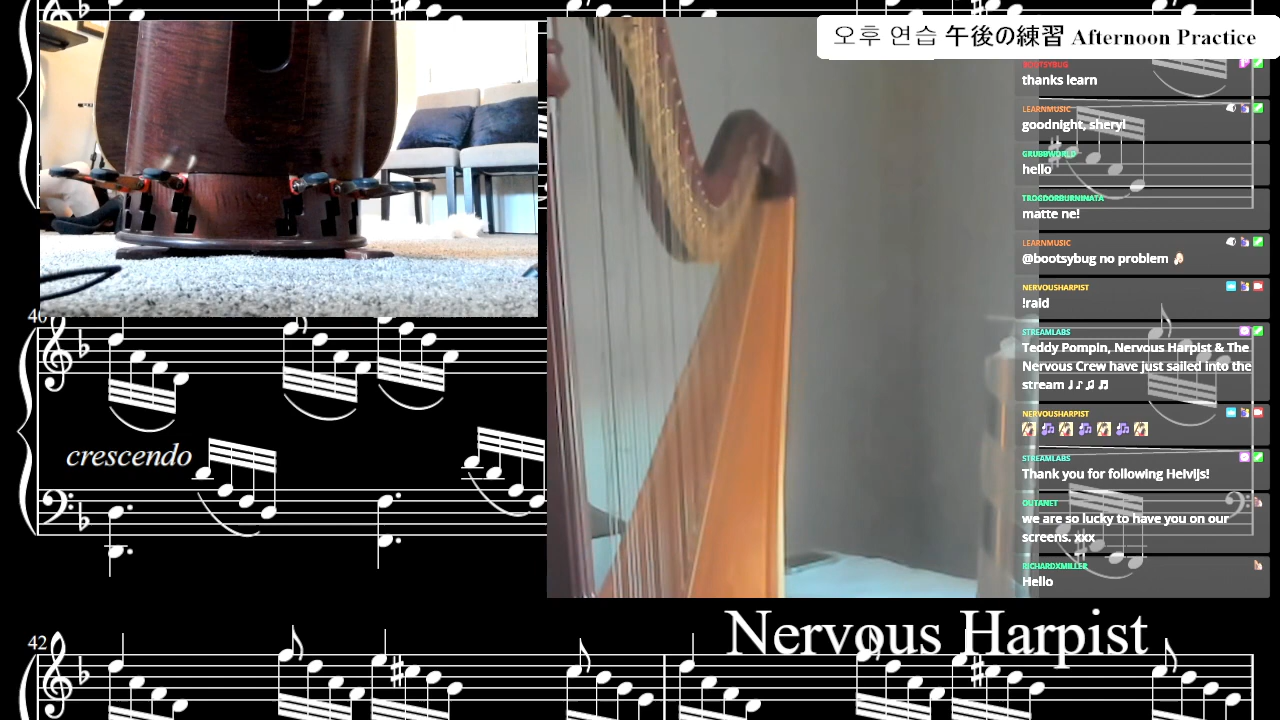 오후 연습 午後の練習 Afternoon Practice
BOOTSYBUG
thanks learn
LEARNMUSIC
goodnight, sheryl
GRUBBWORLD
hello
TROGDORBURNINATA
matte ne!
LEARNMUSIC
@bootsybug no problem
NERVOUSHARPIST
!raid
STREAMLABS
Teddy Pompin, Nervous Harpist & The
Nervous Crew have just sailed into the
stream ♩♪♫♬
NERVOUSHARPIST
STREAMLABS
Thank you for following Helvijs!
OUTANET
we are so lucky to have you on our
screens. xxx
RICHARDXMILLER
Hello
40
crescendo
Nervous Harpist
42